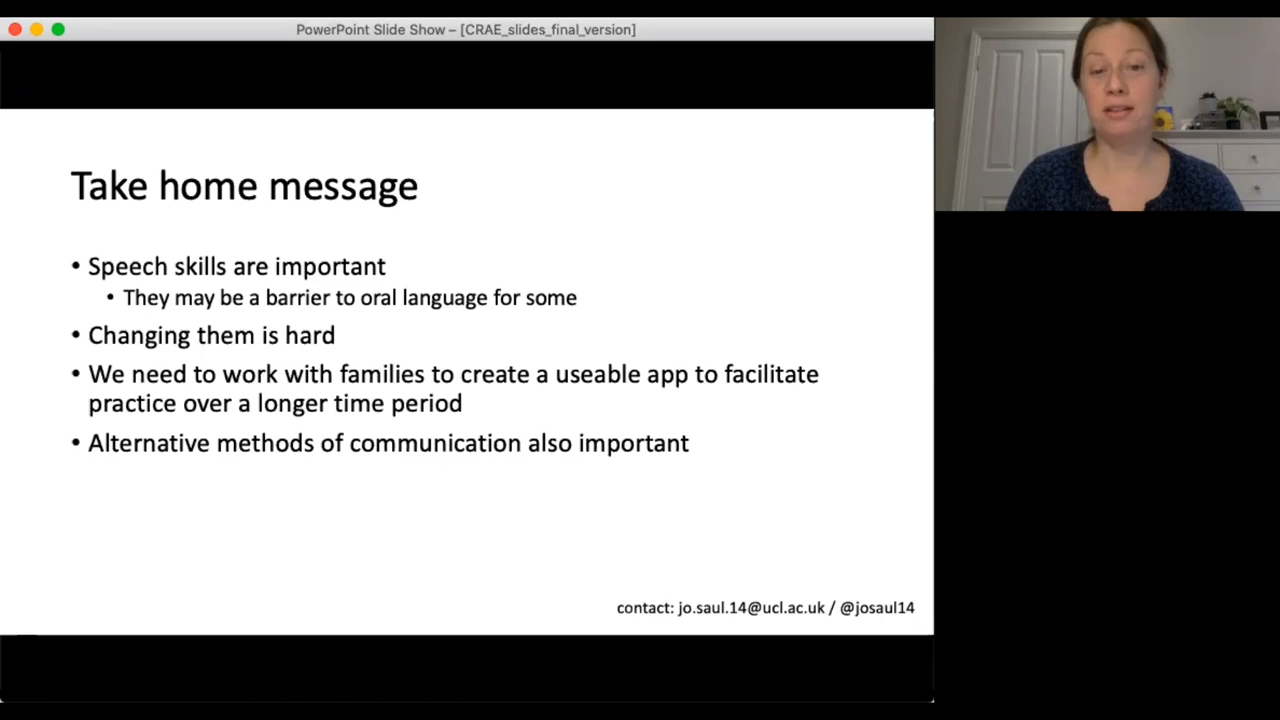 PowerPoint Slide Show – [CRAE_slides_final_version]
Take home message
• Speech skills are important
• They may be a barrier to oral language for some
• Changing them is hard
• We need to work with families to create a useable app to facilitate
practice over a longer time period
• Alternative methods of communication also important
contact: jo.saul.14@ucl.ac.uk / @josaul14